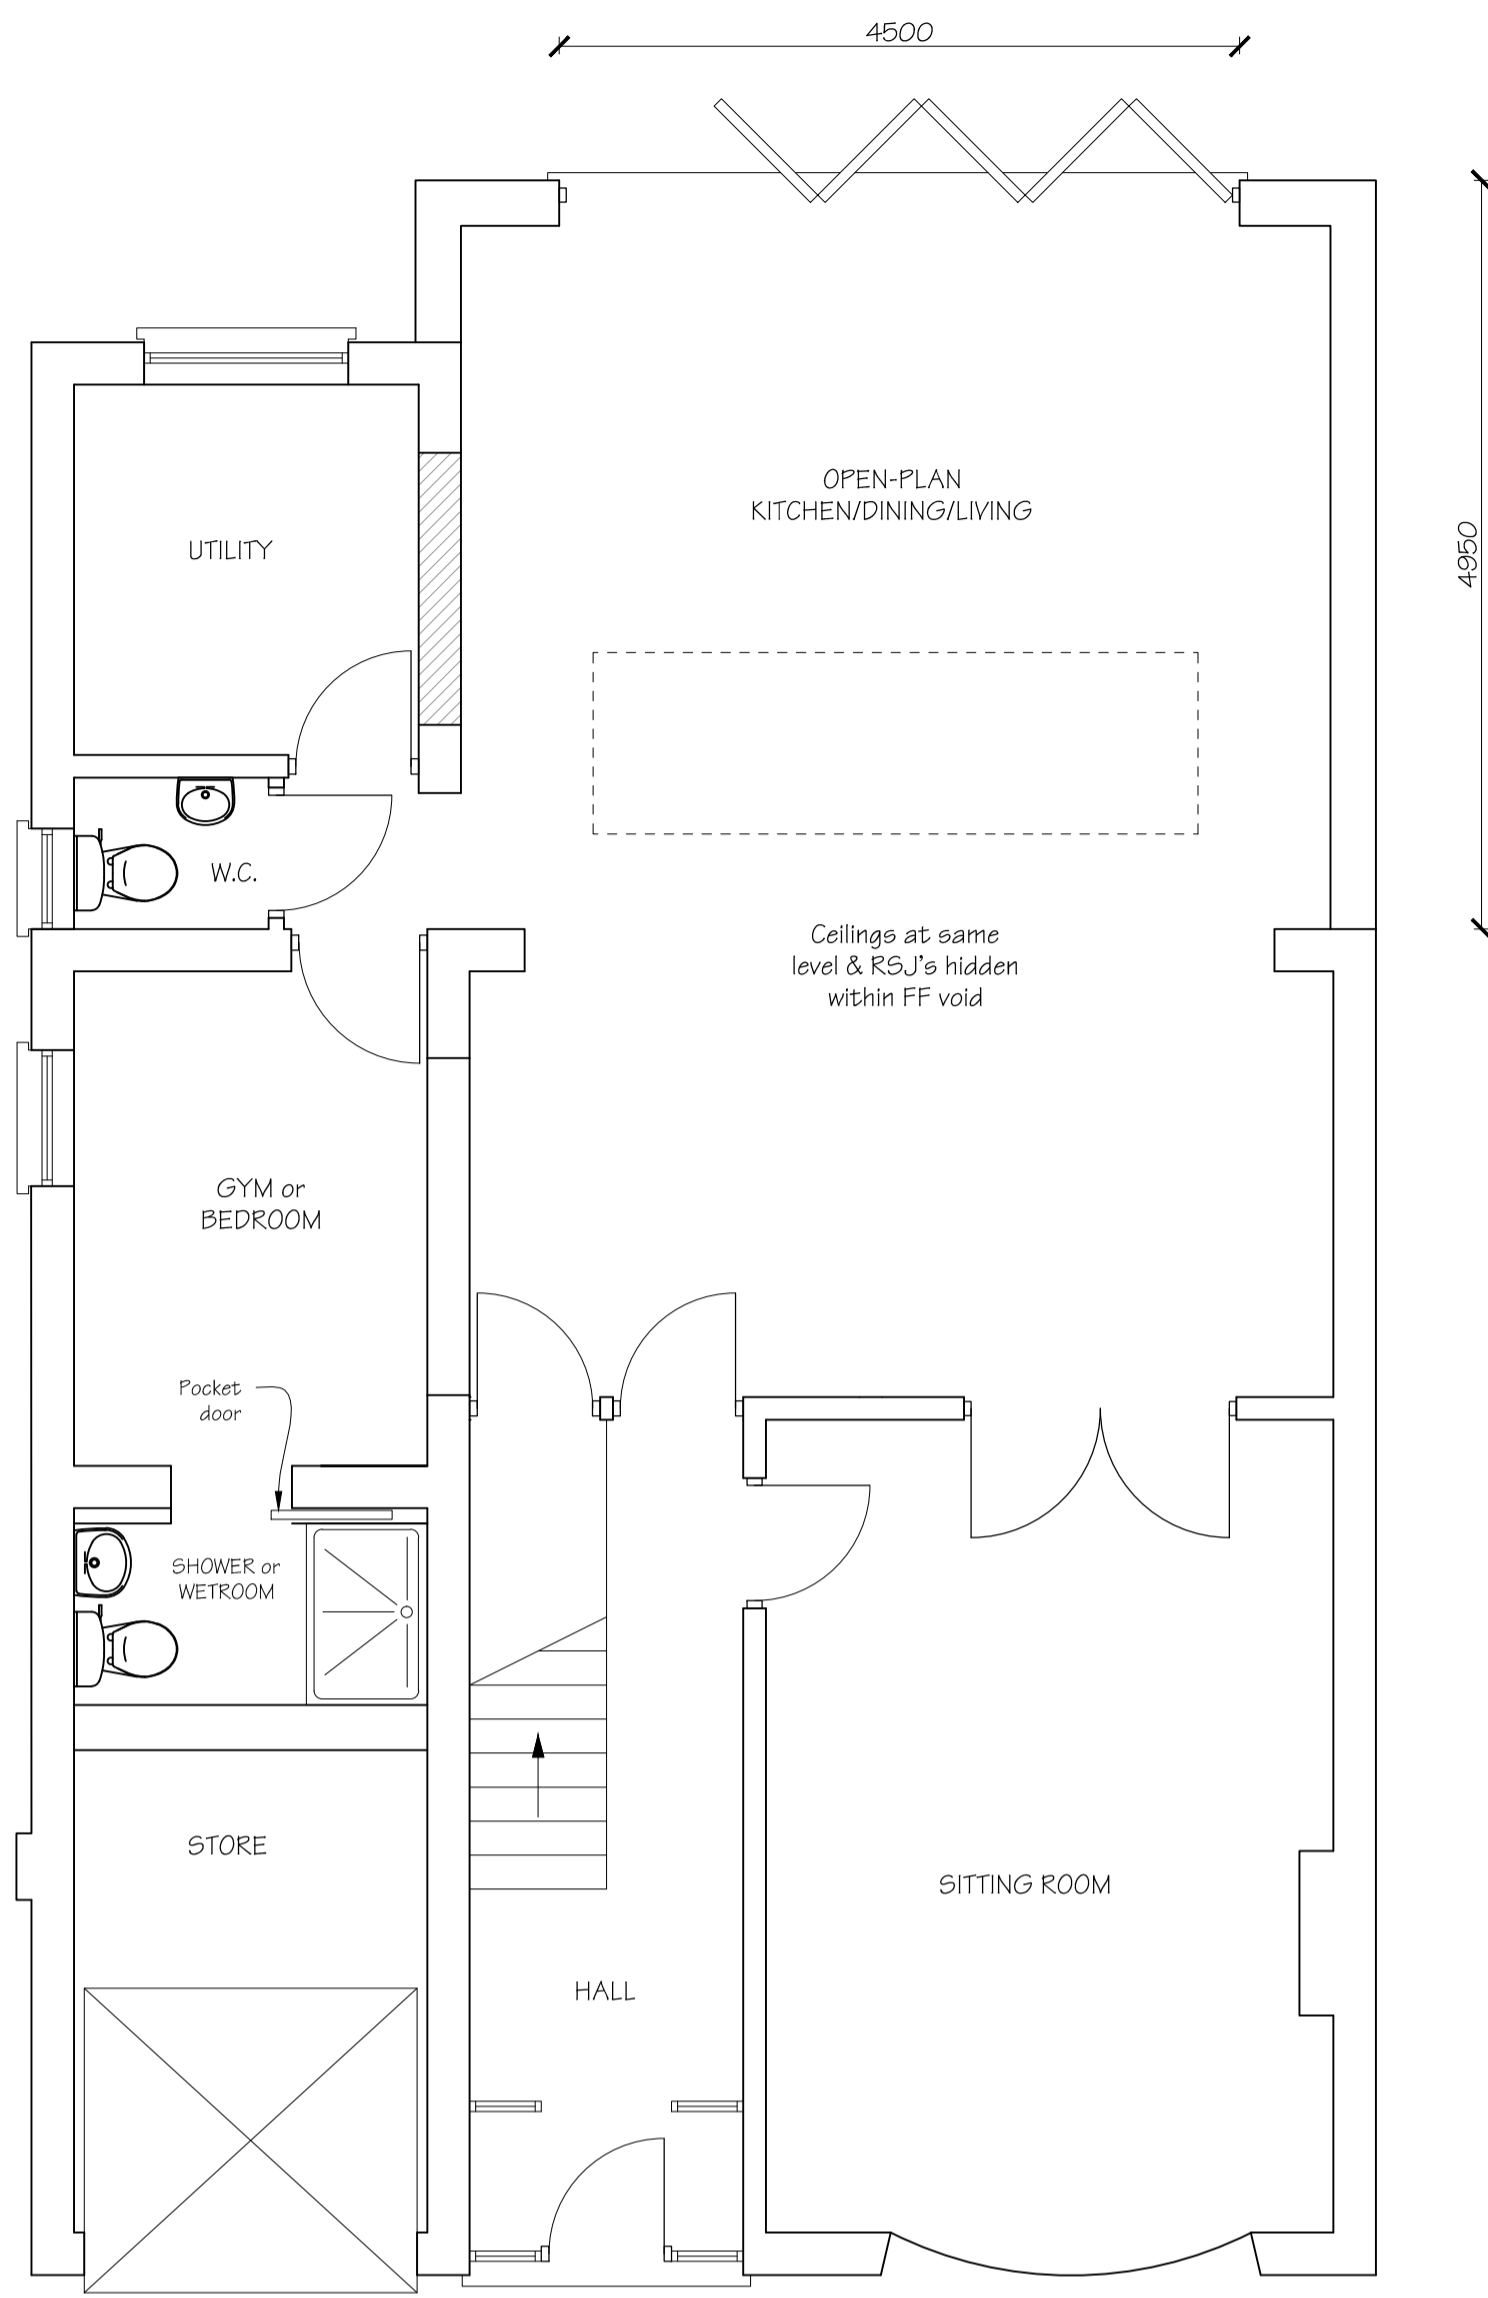 4500
OPEN-PLAN
KITCHEN/DINING/LIVING
4950
UTILITY
W.C.
Ceilings at same
level & RSJ's hidden
within FF void
GYM or
BEDROOM
Pocket
door
SHOWER or
WETROOM
STORE
SITTING ROOM
HALL